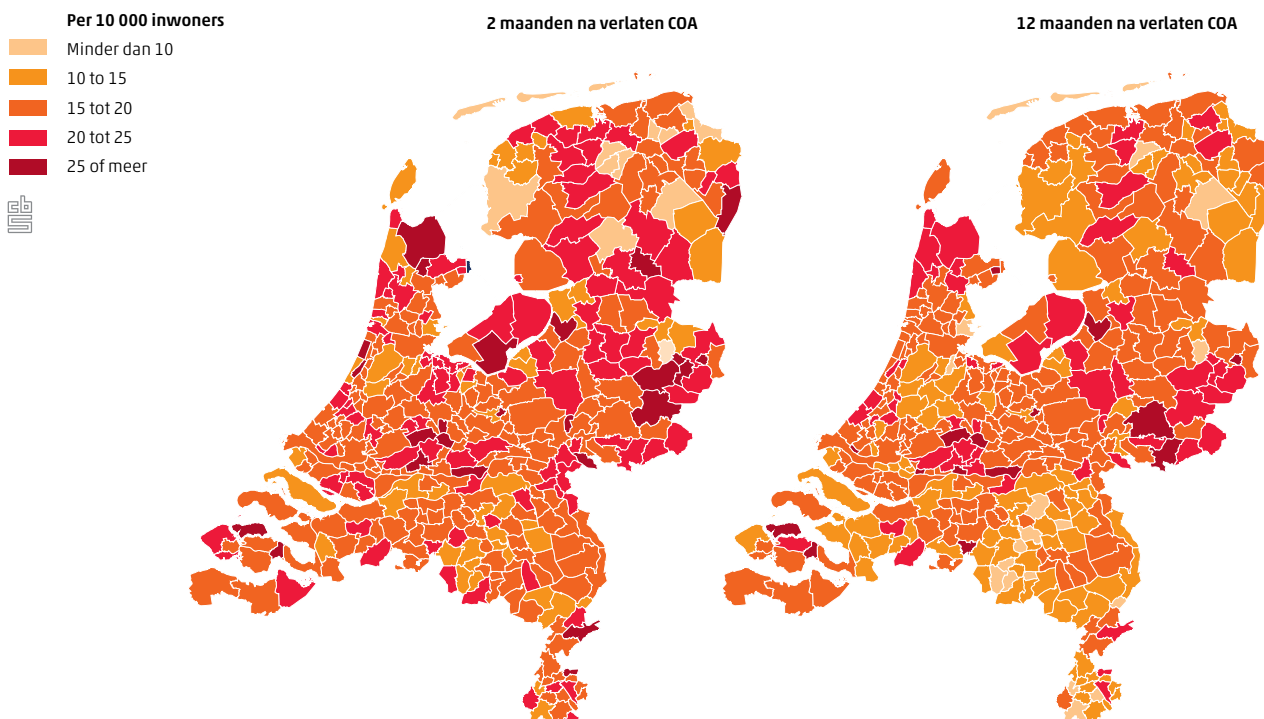 Per 10 000 inwoners
Minder dan 10
10 to 15
15 tot 20
20 tot 25
25 of meer
2 maanden na verlaten COA
12 maanden na verlaten COA